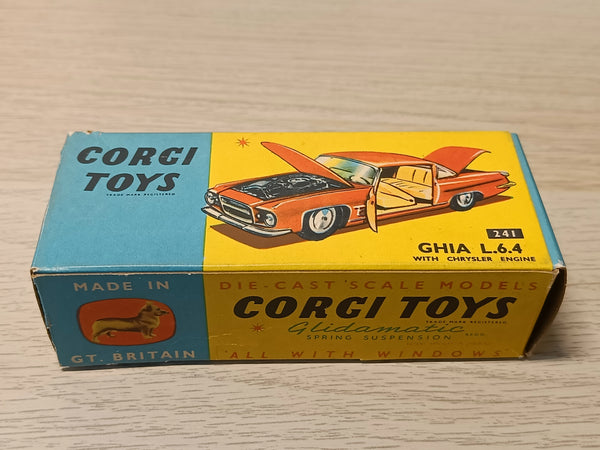 CORGI
TOYS
TRADE MARK REGISTERED
241
GHIA L.6.4
WITH CHRYSLER ENGINE
MADE IN
GT. BRITAIN
DIE-CAST SCALE MODELS
CORGI TOYS
TRADE MARK REGISTERED
Glidamatic REGD.
SPRING SUSPENSION
'ALL WITH WINDOWS'